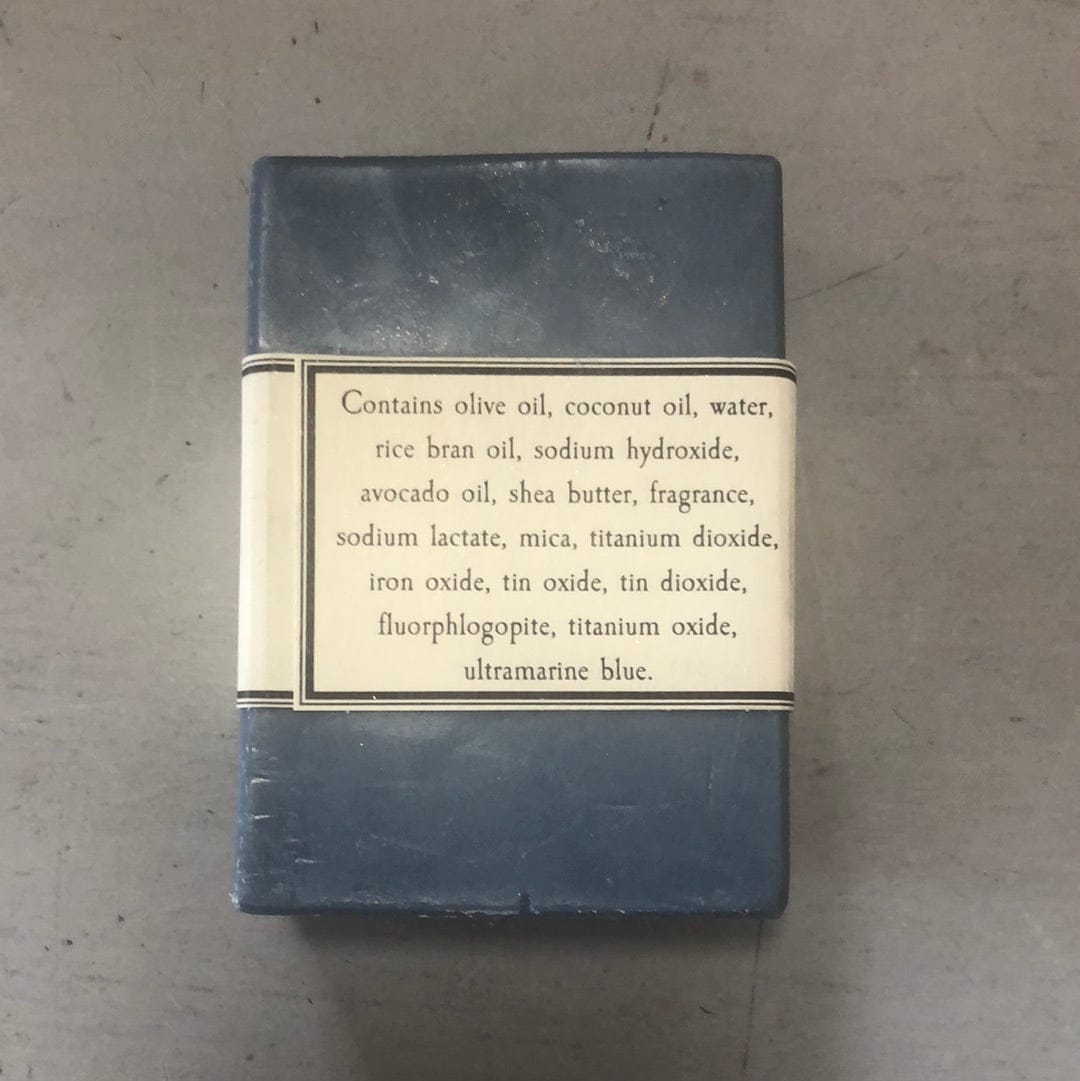 Contains olive oil, coconut oil, water,
rice bran oil, sodium hydroxide,
avocado oil, shea butter, fragrance,
sodium lactate, mica, titanium dioxide,
iron oxide, tin oxide, tin dioxide,
fluorphlogopite, titanium oxide,
ultramarine blue.